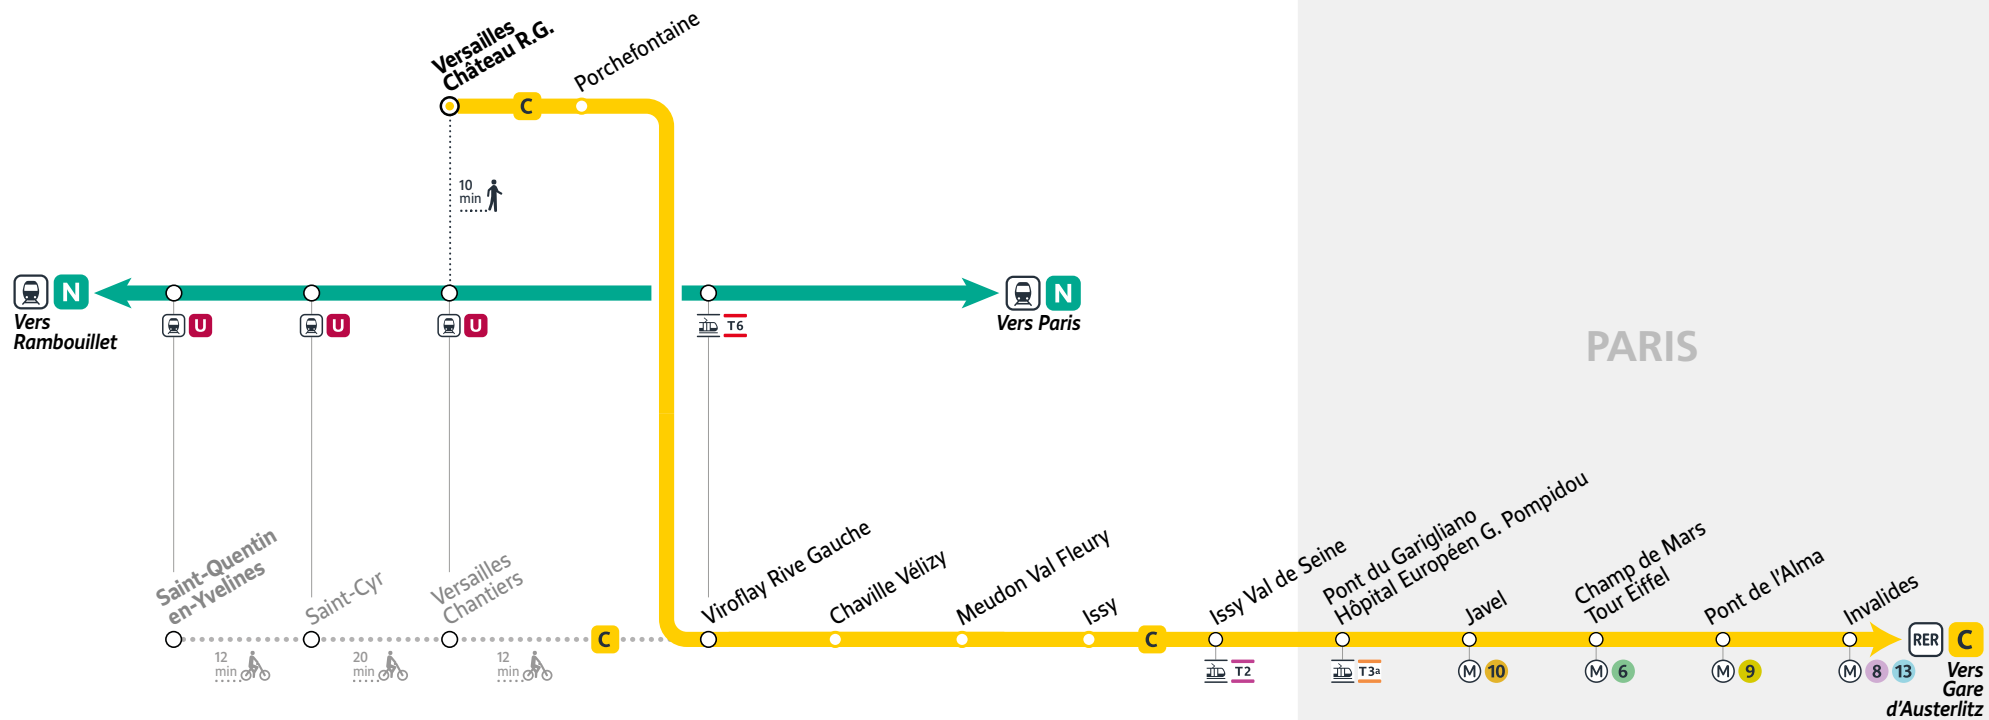 Versailles
Château R.G.
Porchefontaine
C
10
min
N
Vers
Rambouillet
U
U
U
T6
N
Vers Paris
PARIS
Saint-Quentin
en-Yvelines
Saint-Cyr
Versailles
Chantiers
Viroflay Rive Gauche
Chaville Vélizy
Meudon Val Fleury
Issy
Issy Val de Seine
Pont du Garigliano
Hôpital Européen G. Pompidou
Javel
Champ de Mars
Tour Eiffel
Pont de l'Alma
Invalides
C
C
RER C
12
min
20
min
12
min
T2
T3a
M 10
M 6
M 9
M 8 13
Vers
Gare
d'Austerlitz